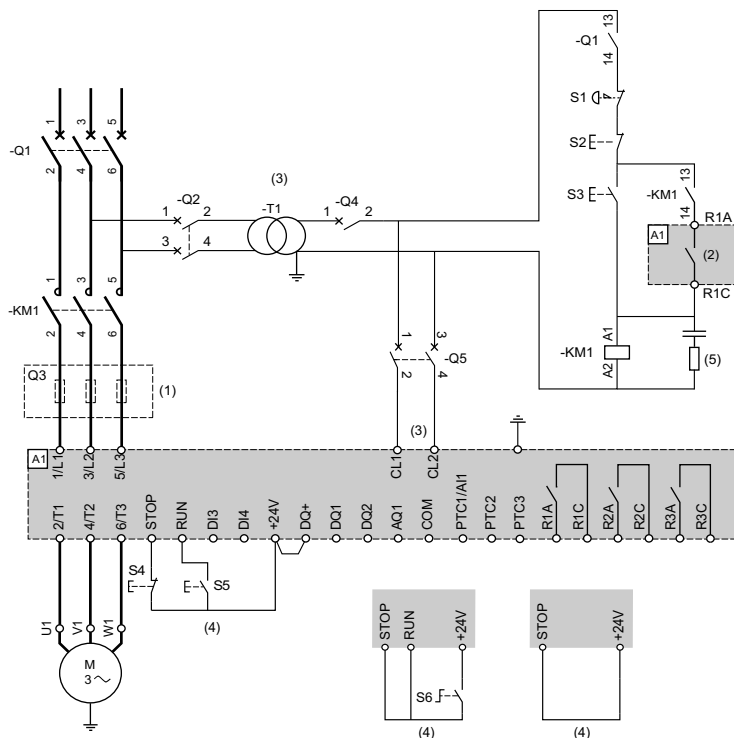 13
-Q1
14
S1
S2
1 3 5
-Q1
2 4 6
-Q2
1 2
3 4
(3)
-T1
-Q4
1 2
S3
13
-KM1
14
R1A
A1
(2)
R1C
1 3 5
-KM1
2 4 6
1 3
-Q5
2 4
A1
-KM1
A2
(5)
Q3
(1)
(3)
A1
1/L1 3/L2 5/L3 CL1 CL2
2/T1 4/T2 6/T3 STOP RUN DI3 DI4 +24V DQ+ DQ1 DQ2 AQ1 COM PTC1/AI1 PTC2 PTC3 R1A R1C R2A R2C R3A R3C
S4 S5
(4)
U1 V1 W1
M
3
STOP RUN +24V
S6
(4)
STOP +24V
(4)